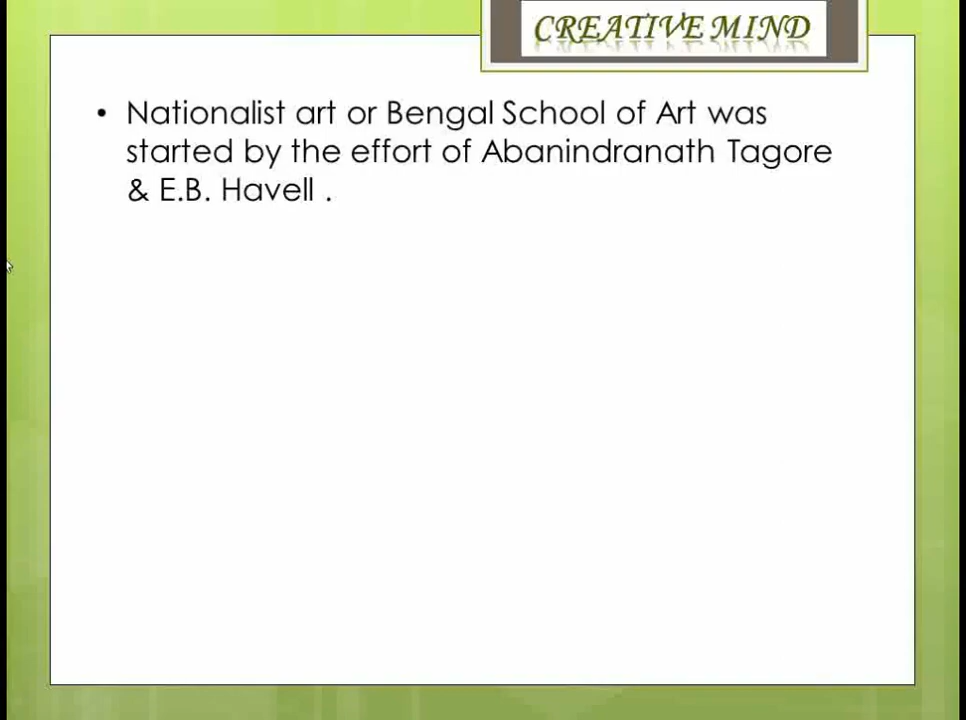 CREATIVE MIND
• Nationalist art or Bengal School of Art was
started by the effort of Abanindranath Tagore
& E.B. Havell .